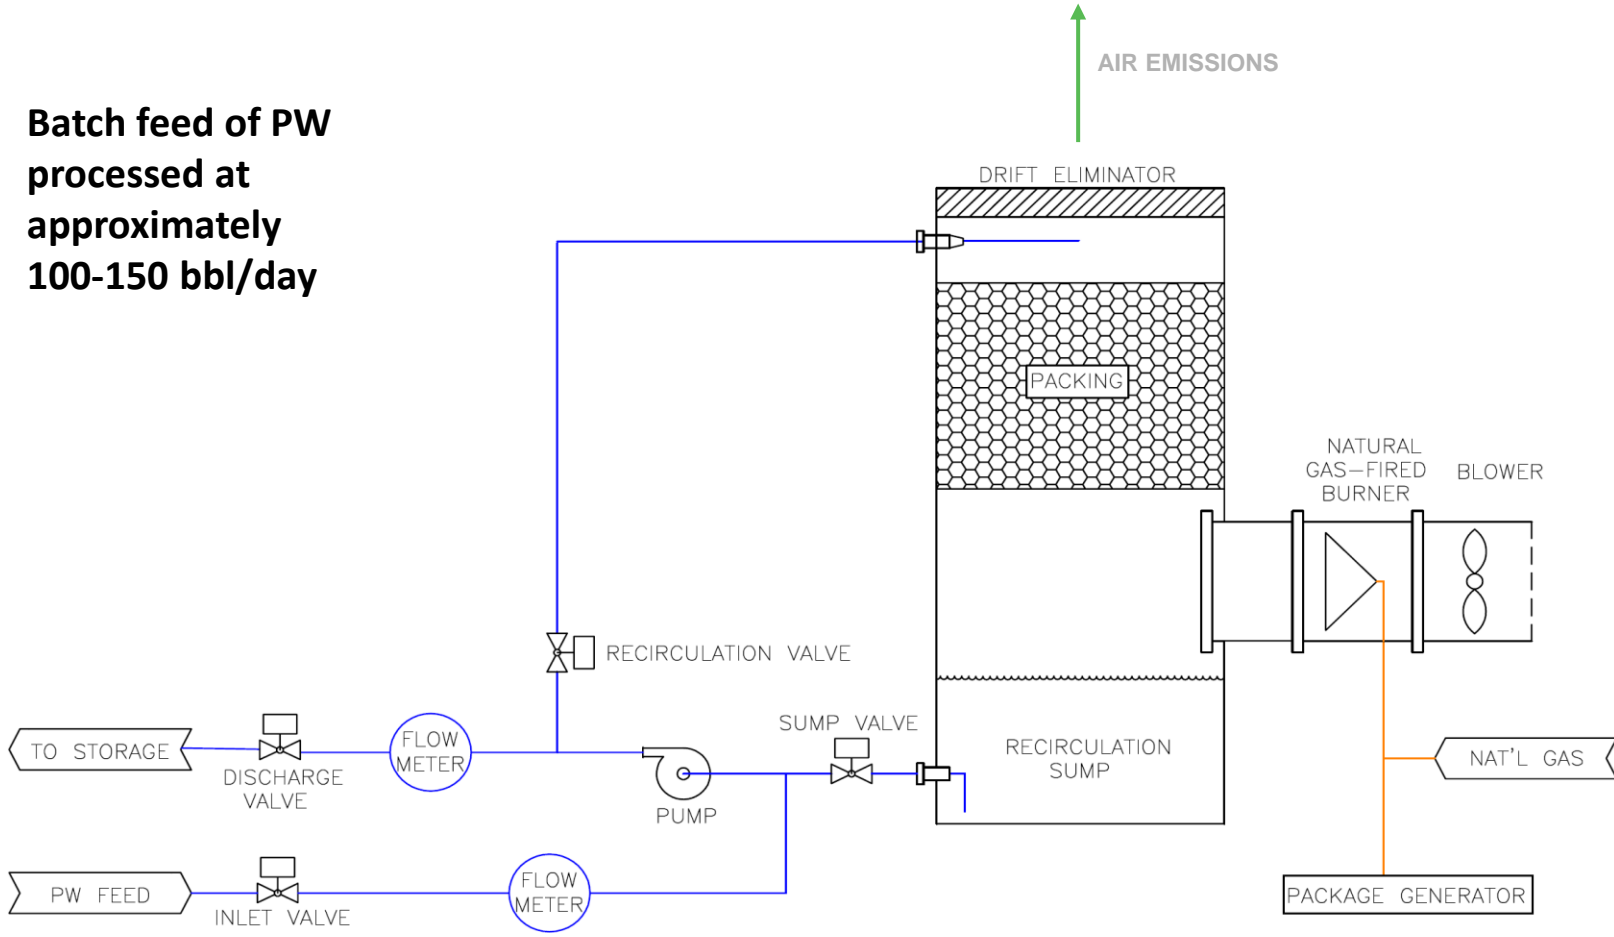 AIR EMISSIONS
Batch feed of PW
processed at
approximately
100-150 bbl/day
DRIFT ELIMINATOR
PACKING
NATURAL
GAS-FIRED
BURNER
BLOWER
RECIRCULATION VALVE
SUMP VALVE
TO STORAGE
DISCHARGE
VALVE
FLOW
METER
PUMP
RECIRCULATION
SUMP
NAT'L GAS
PW FEED
INLET VALVE
FLOW
METER
PACKAGE GENERATOR